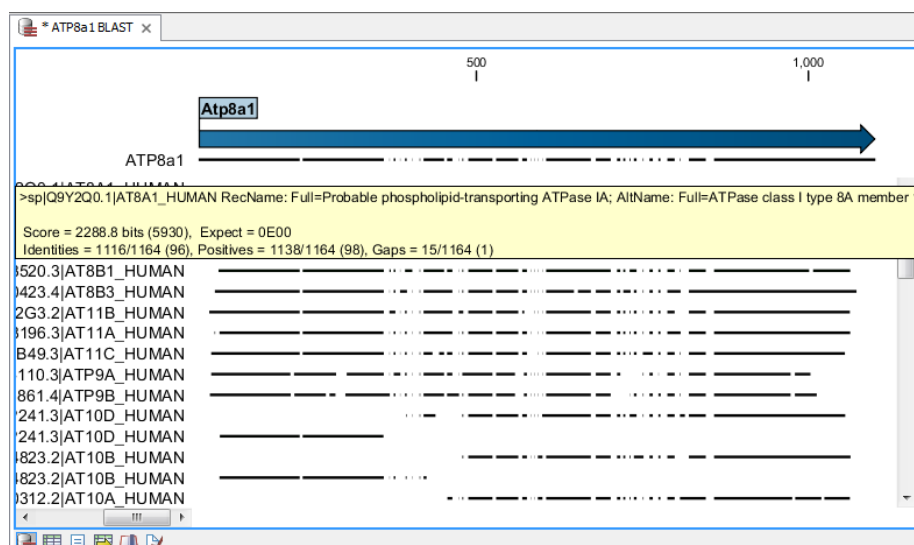 * ATP8a1 BLAST
500
1,000
Atp8a1
ATP8a1
>sp|Q9Y2Q0.1|AT8A1_HUMAN RecName: Full=Probable phospholipid-transporting ATPase IA; AltName: Full=ATPase class I type 8A member
Score = 2288.8 bits (5930), Expect = 0E00
Identities = 1116/1164 (96), Positives = 1138/1164 (98), Gaps = 15/1164 (1)
3520.3|AT8B1_HUMAN
0423.4|AT8B3_HUMAN
2G3.2|AT11B_HUMAN
3196.3|AT11A_HUMAN
B49.3|AT11C_HUMAN
110.3|ATP9A_HUMAN
861.4|ATP9B_HUMAN
2241.3|AT10D_HUMAN
2241.3|AT10D_HUMAN
4823.2|AT10B_HUMAN
4823.2|AT10B_HUMAN
0312.2|AT10A_HUMAN